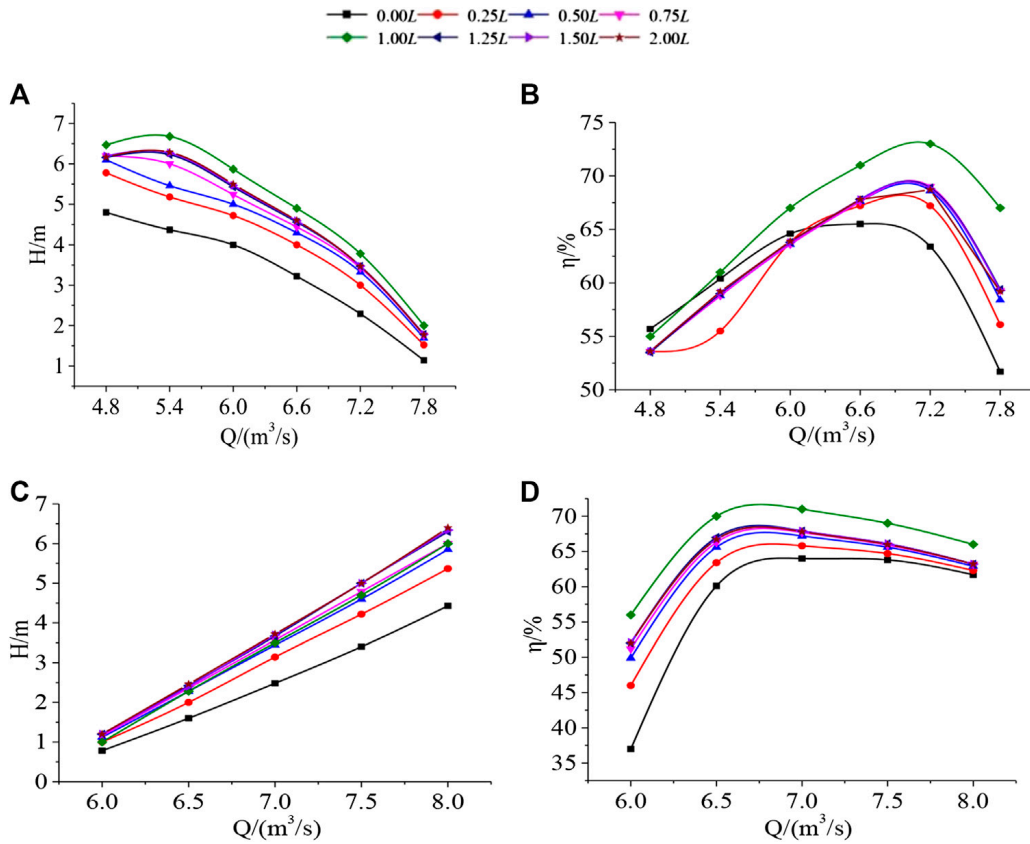 0.00L 0.25L 0.50L 0.75L
1.00L 1.25L 1.50L 2.00L
A
7
6
5
4
3
2
1
H/m
4.8 5.4 6.0 6.6 7.2 7.8
Q/(m³/s)
B
75
70
65
60
55
50
η/%
4.8 5.4 6.0 6.6 7.2 7.8
Q/(m³/s)
C
7
6
5
4
3
2
1
0
H/m
6.0 6.5 7.0 7.5 8.0
Q/(m³/s)
D
70
65
60
55
50
45
40
35
η/%
6.0 6.5 7.0 7.5 8.0
Q/(m³/s)